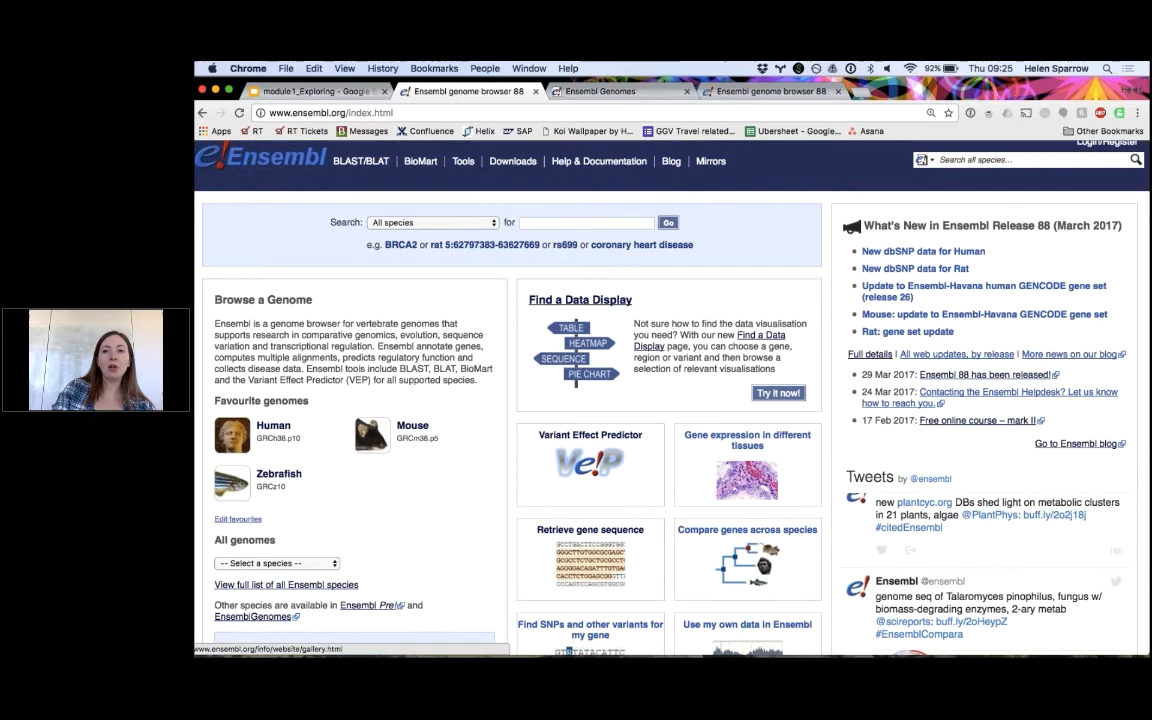 Chrome File Edit View History Bookmarks People Window Help 92% Thu 09:25 Helen Sparrow
module1_Exploring - Google S Ensembl genome browser 88 Ensembl Genomes Ensembl genome browser 88 Helen
www.ensembl.org/index.html
Apps RT RT Tickets Messages Confluence Helix SAP Koi Wallpaper by H... GGV Travel related... Ubersheet - Google... Asana Other Bookmarks
Login/Register
e!Ensembl BLAST/BLAT BioMart Tools Downloads Help & Documentation Blog Mirrors Search all species...
Search: All species for Go
e.g. BRCA2 or rat 5:62797383-63627669 or rs699 or coronary heart disease
Browse a Genome
Ensembl is a genome browser for vertebrate genomes that
supports research in comparative genomics, evolution, sequence
variation and transcriptional regulation. Ensembl annotate genes,
computes multiple alignments, predicts regulatory function and
collects disease data. Ensembl tools include BLAST, BLAT, BioMart
and the Variant Effect Predictor (VEP) for all supported species.
Favourite genomes
Human
GRCh38.p10
Mouse
GRCm38.p5
Zebrafish
GRCz10
Edit favourites
All genomes
-- Select a species --
View full list of all Ensembl species
Other species are available in Ensembl Pre! and
EnsemblGenomes
www.ensembl.org/info/website/gallery.html
Find a Data Display
TABLE
HEATMAP
SEQUENCE
PIE CHART
Not sure how to find the data visualisation
you need? With our new Find a Data
Display page, you can choose a gene,
region or variant and then browse a
selection of relevant visualisations
Try it now!
Variant Effect Predictor
Ve!P
Gene expression in different
tissues
Retrieve gene sequence
Compare genes across species
Find SNPs and other variants for
my gene
Use my own data in Ensembl
What's New in Ensembl Release 88 (March 2017)
New dbSNP data for Human
New dbSNP data for Rat
Update to Ensembl-Havana human GENCODE gene set
(release 26)
Mouse: update to Ensembl-Havana GENCODE gene set
Rat: gene set update
Full details | All web updates, by release | More news on our blog
29 Mar 2017: Ensembl 88 has been released!
24 Mar 2017: Contacting the Ensembl Helpdesk? Let us know
how to reach you.
17 Feb 2017: Free online course – mark II
Go to Ensembl blog
Tweets by @ensembl
new plantcyc.org DBs shed light on metabolic clusters
in 21 plants, algae @PlantPhys: buff.ly/2o2j18j
#citedEnsembl
Ensembl @ensembl
genome seq of Talaromyces pinophilus, fungus w/
biomass-degrading enzymes, 2-ary metab
@scireports: buff.ly/2oHeypZ
#EnsemblCompara